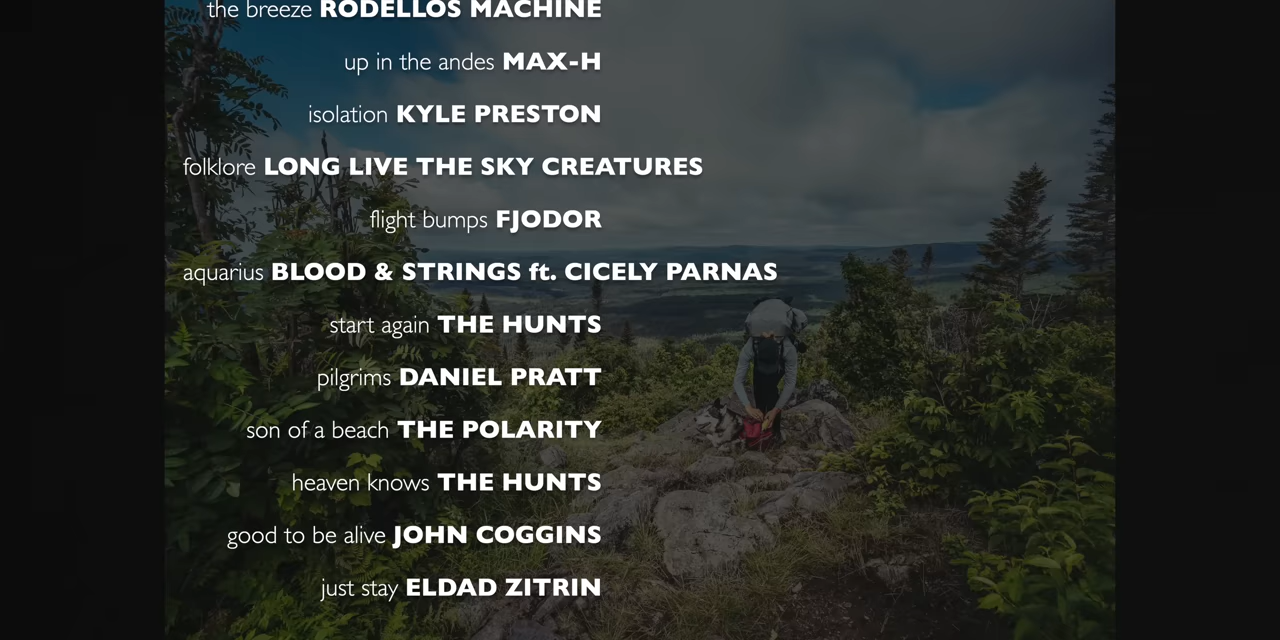 the breeze RODELLOS MACHINE
up in the andes MAX-H
isolation KYLE PRESTON
folklore LONG LIVE THE SKY CREATURES
flight bumps FJODOR
aquarius BLOOD & STRINGS ft. CICELY PARNAS
start again THE HUNTS
pilgrims DANIEL PRATT
son of a beach THE POLARITY
heaven knows THE HUNTS
good to be alive JOHN COGGINS
just stay ELDAD ZITRIN